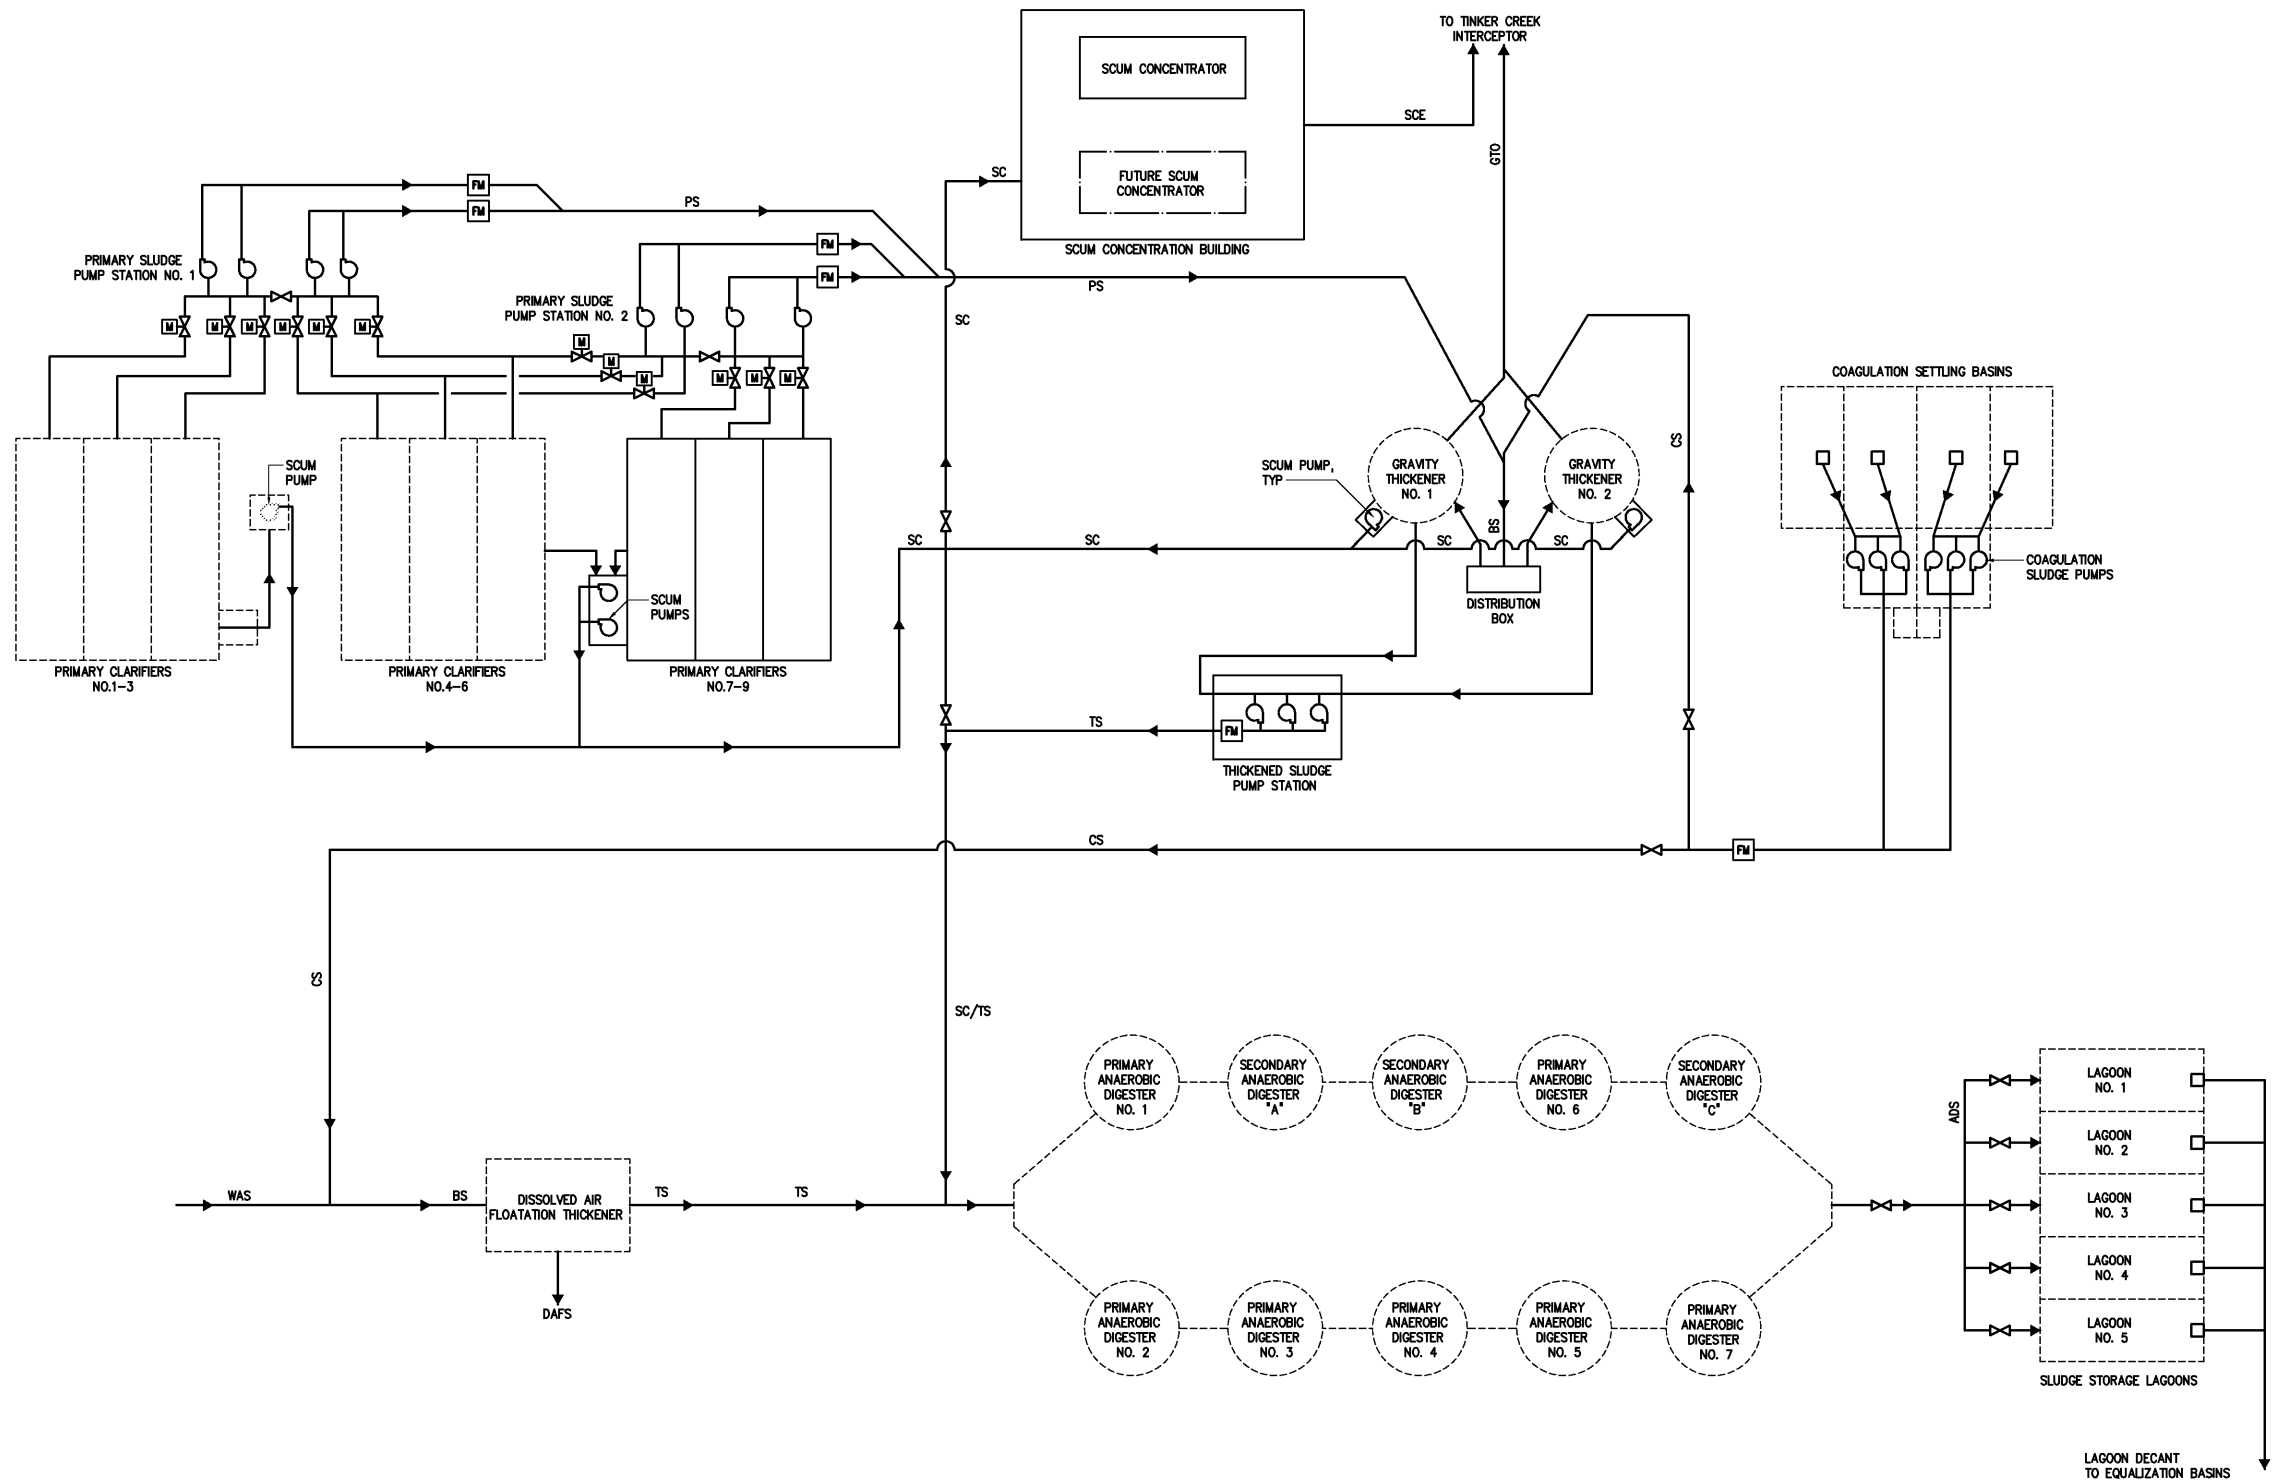 TO TINKER CREEK
INTERCEPTOR
SCUM CONCENTRATOR
SCE
GTO
SC
FUTURE SCUM
CONCENTRATOR
SCUM CONCENTRATION BUILDING
FM
FM
PS
PRIMARY SLUDGE
PUMP STATION NO. 1
FM
FM
PS
PRIMARY SLUDGE
PUMP STATION NO. 2
SC
M
M
M
M
M
M
M
M
M
M
M
M
COAGULATION SETTLING BASINS
CS
SCUM
PUMP
SCUM PUMP,
TYP
GRAVITY
THICKENER
NO. 1
GRAVITY
THICKENER
NO. 2
BS
SC
SC
SC
SC
COAGULATION
SLUDGE PUMPS
SCUM
PUMPS
DISTRIBUTION
BOX
PRIMARY CLARIFIERS
NO.1-3
PRIMARY CLARIFIERS
NO.4-6
PRIMARY CLARIFIERS
NO.7-9
TS
FM
THICKENED SLUDGE
PUMP STATION
CS
FM
CS
SC/TS
PRIMARY
ANAEROBIC
DIGESTER
NO. 1
SECONDARY
ANAEROBIC
DIGESTER
"A"
SECONDARY
ANAEROBIC
DIGESTER
"B"
PRIMARY
ANAEROBIC
DIGESTER
NO. 6
SECONDARY
ANAEROBIC
DIGESTER
"C"
ADS
LAGOON
NO. 1
LAGOON
NO. 2
LAGOON
NO. 3
LAGOON
NO. 4
LAGOON
NO. 5
WAS
BS
DISSOLVED AIR
FLOATATION THICKENER
TS
TS
DAFS
PRIMARY
ANAEROBIC
DIGESTER
NO. 2
PRIMARY
ANAEROBIC
DIGESTER
NO. 3
PRIMARY
ANAEROBIC
DIGESTER
NO. 4
PRIMARY
ANAEROBIC
DIGESTER
NO. 5
PRIMARY
ANAEROBIC
DIGESTER
NO. 7
SLUDGE STORAGE LAGOONS
LAGOON DECANT
TO EQUALIZATION BASINS